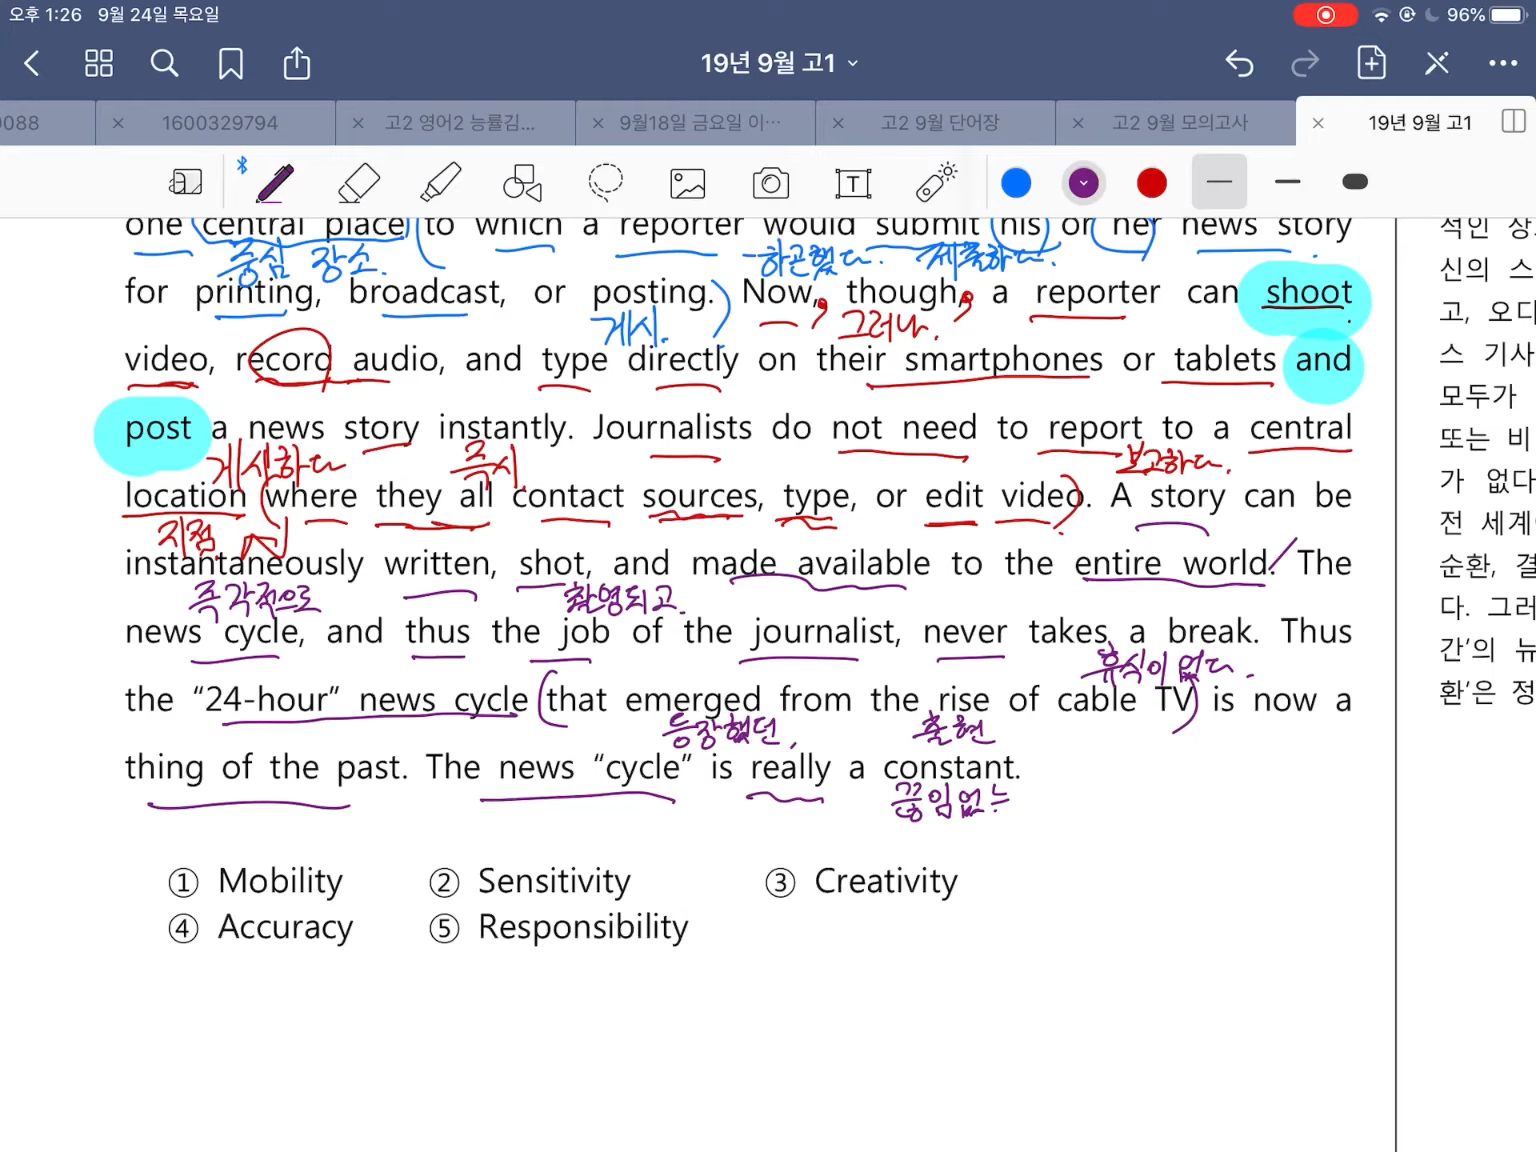 오후 1:26 9월 24일 목요일 96%
19년 9월 고1
0088 1600329794 고2 영어2 능률김... 9월18일 금요일 이… 고2 9월 단어장 고2 9월 모의고사 19년 9월 고1
one central place to which a reporter would submit his or her news story
중심 장소. -하곤했다. 제출하다.
for printing, broadcast, or posting. Now, though, a reporter can shoot
게시. 그러나.
video, record audio, and type directly on their smartphones or tablets and
post a news story instantly. Journalists do not need to report to a central
게시하다 즉시 보고하다.
location where they all contact sources, type, or edit video. A story can be
지점
instantaneously written, shot, and made available to the entire world. The
즉각적으로 촬영되고.
news cycle, and thus the job of the journalist, never takes a break. Thus
휴식이 없다.
the “24-hour” news cycle that emerged from the rise of cable TV is now a
등장했던, 출현
thing of the past. The news “cycle” is really a constant.
끊임없는
① Mobility ② Sensitivity ③ Creativity
④ Accuracy ⑤ Responsibility
적인
신의 스
고, 오디
스 기사
모두가
또는 비
가 없다
전 세계
순환, 결
다. 그러
간’의 뉴
환’은 정